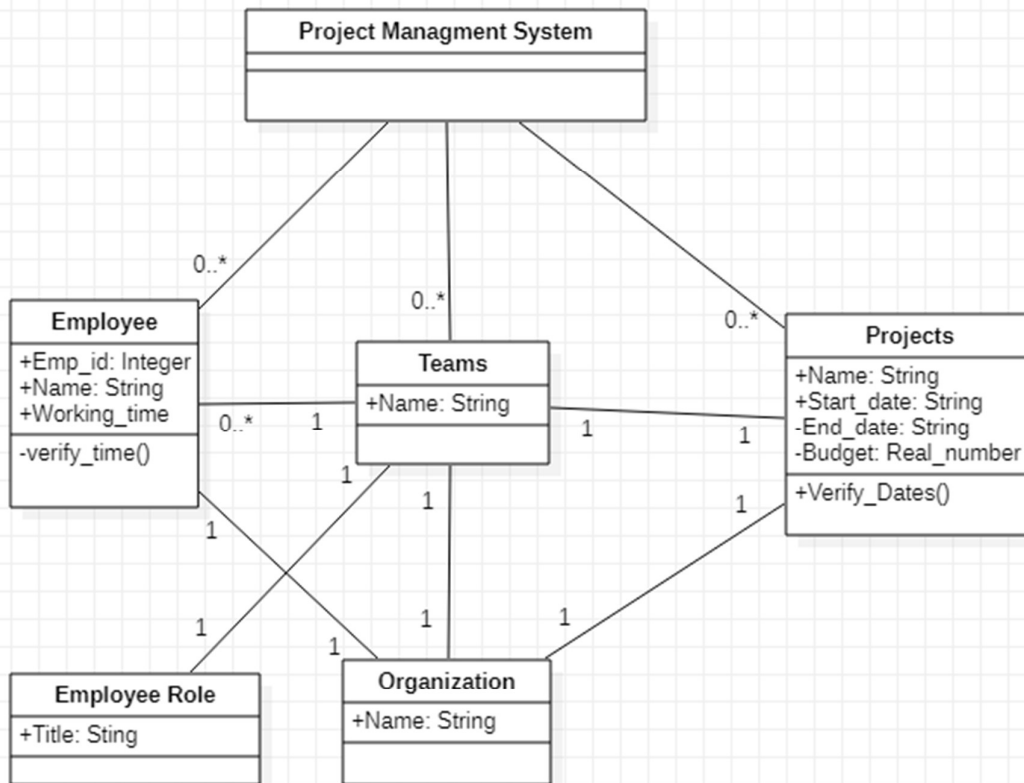 Project Managment System
0..*
0..*
0..*
Employee
+Emp_id: Integer
+Name: String
+Working_time
-verify_time()
Teams
+Name: String
Projects
+Name: String
+Start_date: String
-End_date: String
-Budget: Real_number
+Verify_Dates()
0..*
1
1
1
1
1
1
1
1
1
1
1
Employee Role
+Title: Sting
Organization
+Name: String